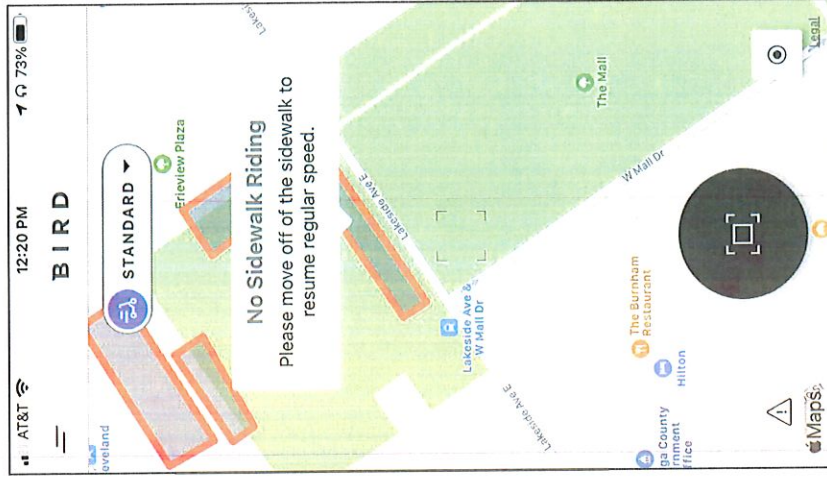 AT&T
12:20 PM
73%
BIRD
STANDARD
Erieview Plaza
Lakesi
eveland
No Sidewalk Riding
Please move off of the sidewalk to
resume regular speed.
Lakeside Ave E
Lakeside Ave &
W Mall Dr
The Mall
W Mall Dr
Lakeside Ave E
The Burnham
Restaurant
Hilton
ga County
rnment
ffice
Maps
Legal